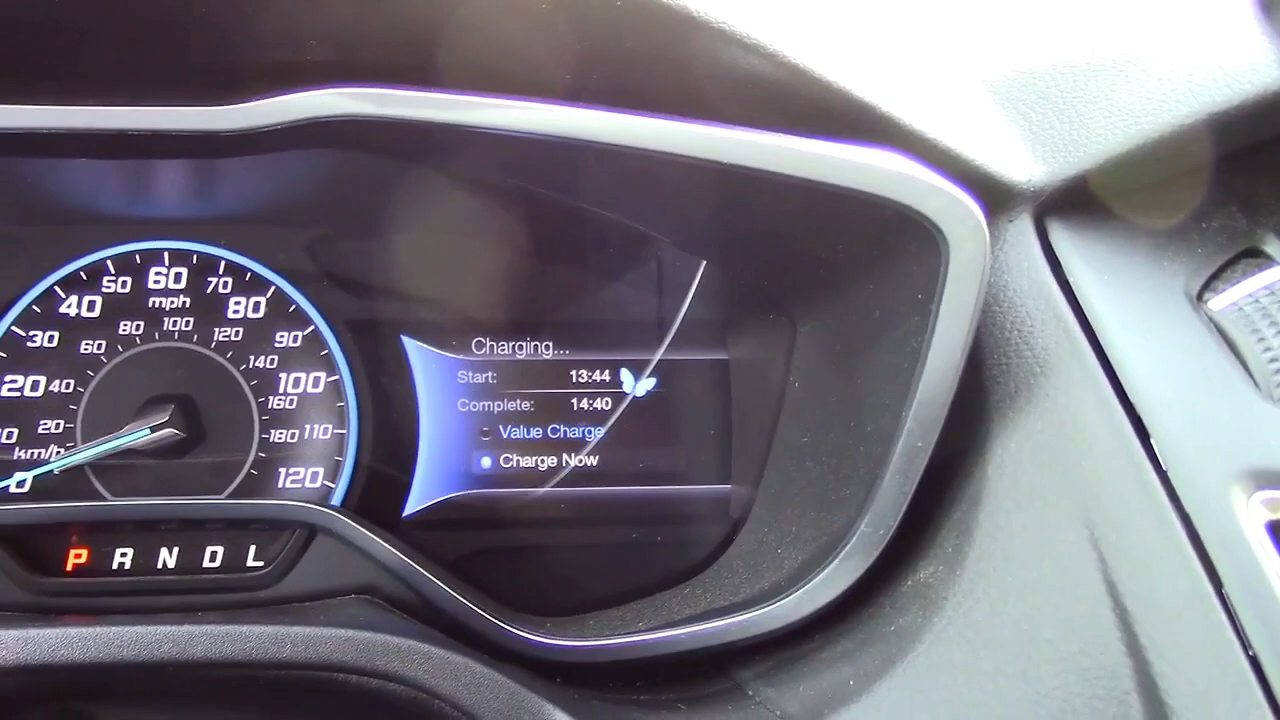 50 60 70
40 mph 80
30 80 100 120 90
60 140
20 40 100
160
20 180 110
km/h
0 120
P R N D L
Charging...
Start: 13:44
Complete: 14:40
Value Charge
Charge Now